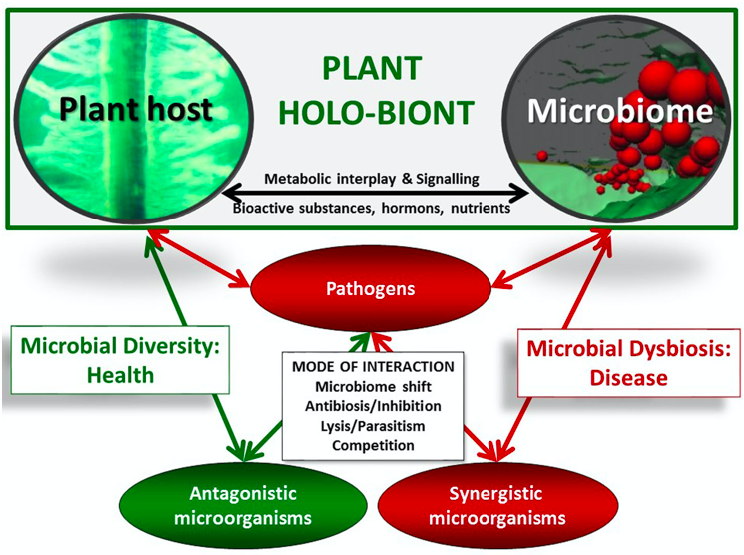 PLANT
HOLO-BIONT
Plant host
Microbiome
Metabolic interplay & Signalling
Bioactive substances, hormons, nutrients
Pathogens
Microbial Diversity:
Health
MODE OF INTERACTION
Microbiome shift
Antibiosis/Inhibition
Lysis/Parasitism
Competition
Microbial Dysbiosis:
Disease
Antagonistic
microorganisms
Synergistic
microorganisms